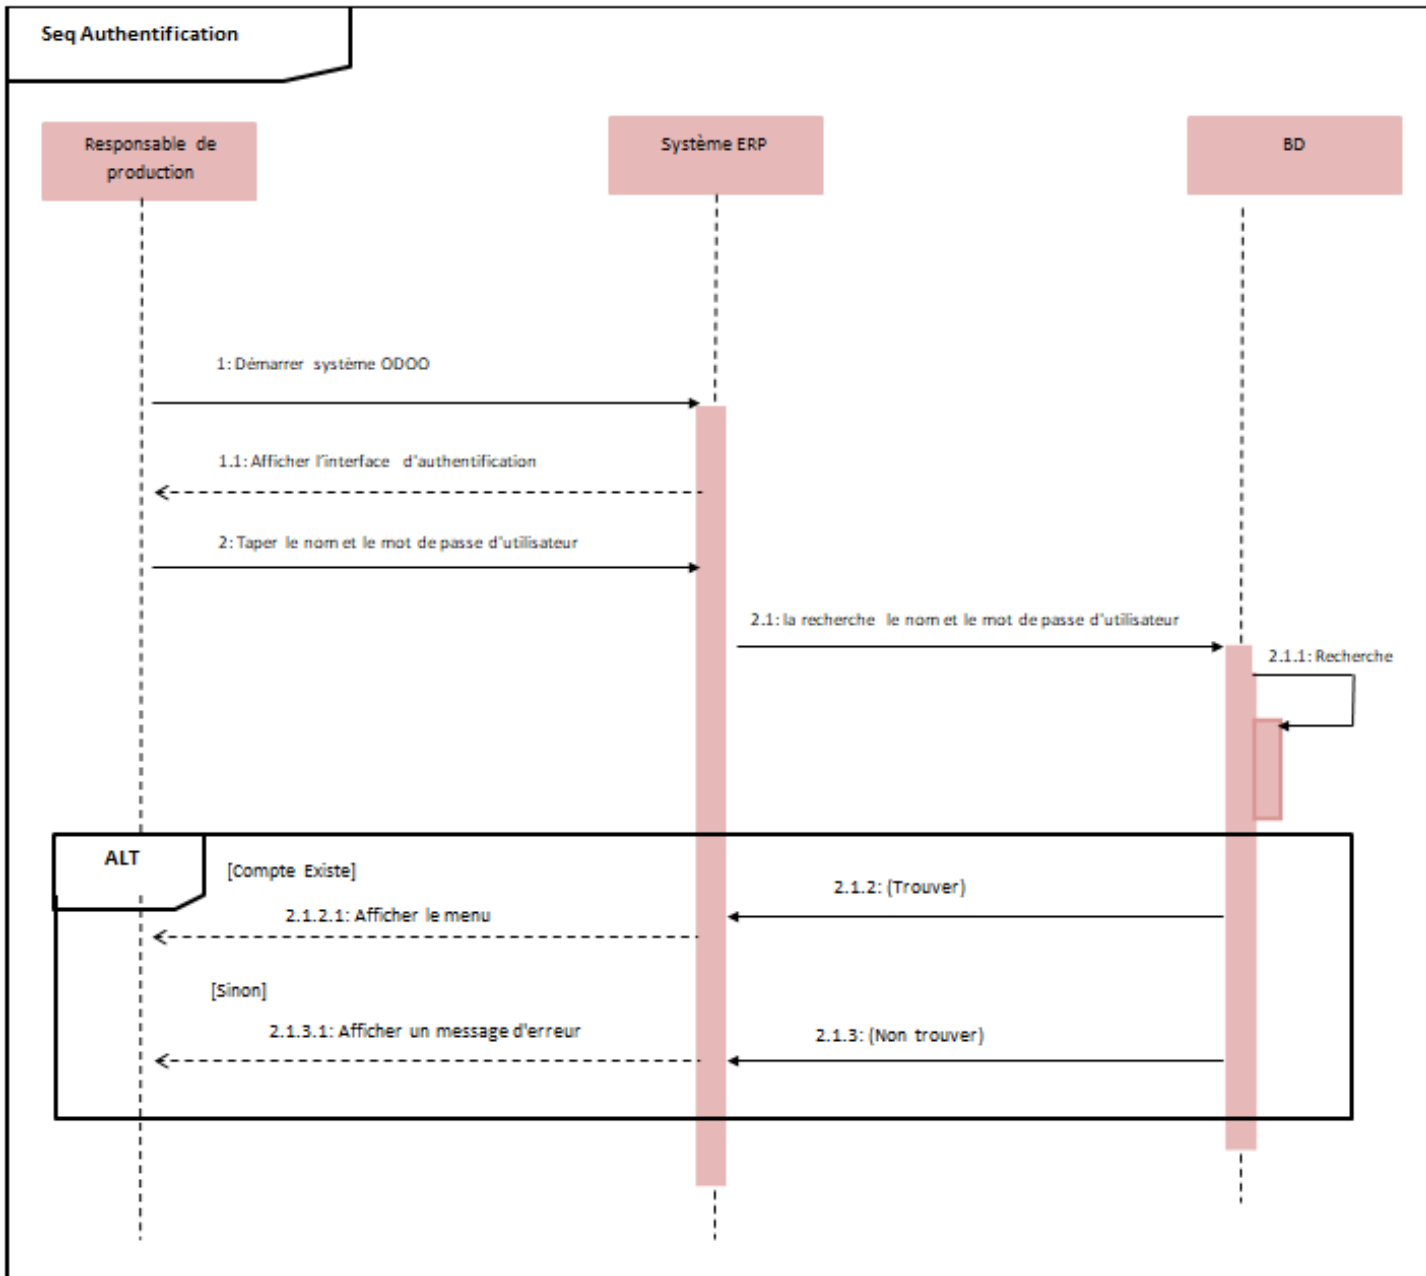 Seq Authentification
Responsable de
production
Système ERP
BD
1: Démarrer système ODOO
1.1: Afficher l'interface d'authentification
2: Taper le nom et le mot de passe d'utilisateur
2.1: la recherche le nom et le mot de passe d'utilisateur
2.1.1: Recherche
ALT
[Compte Existe]
2.1.2: (Trouver)
2.1.2.1: Afficher le menu
[Sinon]
2.1.3.1: Afficher un message d'erreur
2.1.3: (Non trouver)